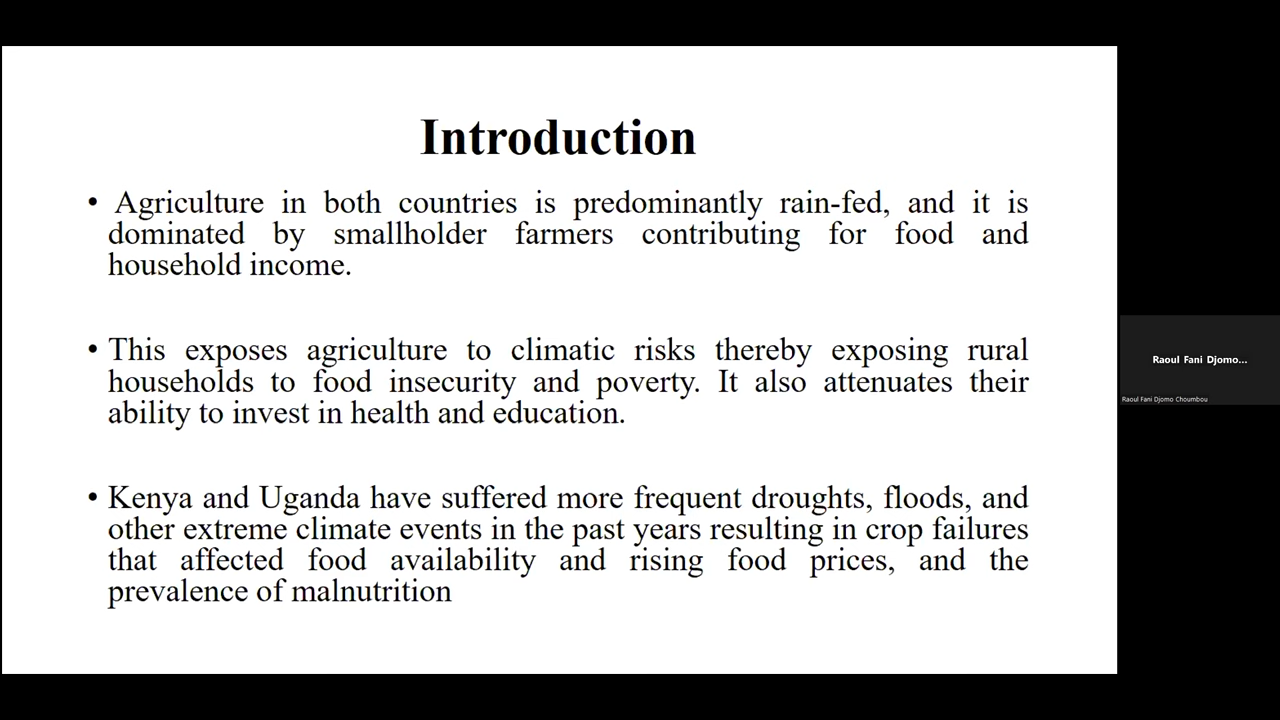 Introduction
• Agriculture in both countries is predominantly rain-fed, and it is
dominated by smallholder farmers contributing for food and
household income.
• This exposes agriculture to climatic risks thereby exposing rural
households to food insecurity and poverty. It also attenuates their
ability to invest in health and education.
• Kenya and Uganda have suffered more frequent droughts, floods, and
other extreme climate events in the past years resulting in crop failures
that affected food availability and rising food prices, and the
prevalence of malnutrition
Raoul Fani Djomo...
Raoul Fani Djomo Choumbou